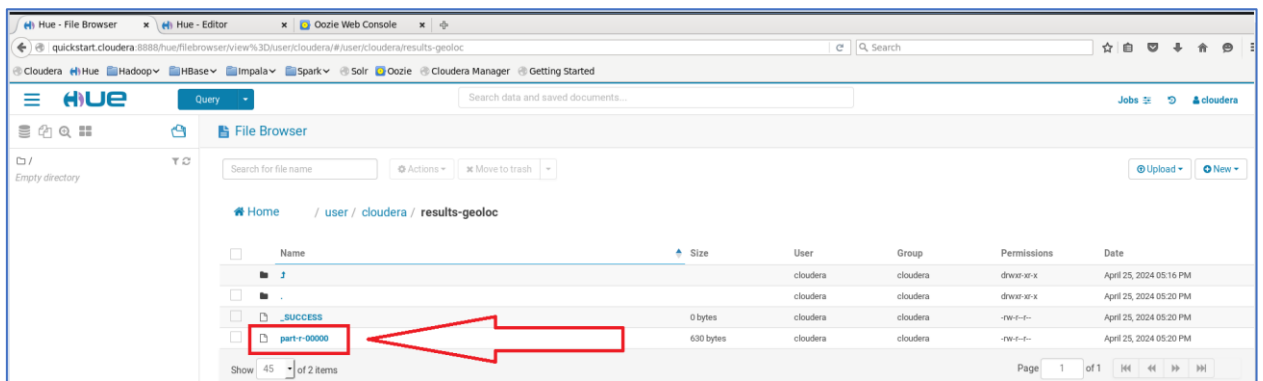 Hue - File Browser x Hue - Editor x Oozie Web Console x
quickstart.cloudera:8888/hue/filebrowser/view%3D/user/cloudera/#/user/cloudera/results-geoloc Search
Cloudera Hue Hadoop HBase Impala Spark Solr Oozie Cloudera Manager Getting Started
HUE Query Search data and saved documents... Jobs cloudera
File Browser
/
Empty directory
Search for file name Actions Move to trash Upload New
Home / user / cloudera / results-geoloc
Name Size User Group Permissions Date
cloudera cloudera drwxr-xr-x April 25, 2024 05:16 PM
. cloudera cloudera drwxr-xr-x April 25, 2024 05:20 PM
_SUCCESS 0 bytes cloudera cloudera -rw-r--r-- April 25, 2024 05:20 PM
part-r-00000 630 bytes cloudera cloudera -rw-r--r-- April 25, 2024 05:20 PM
Show 45 of 2 items Page 1 of 1